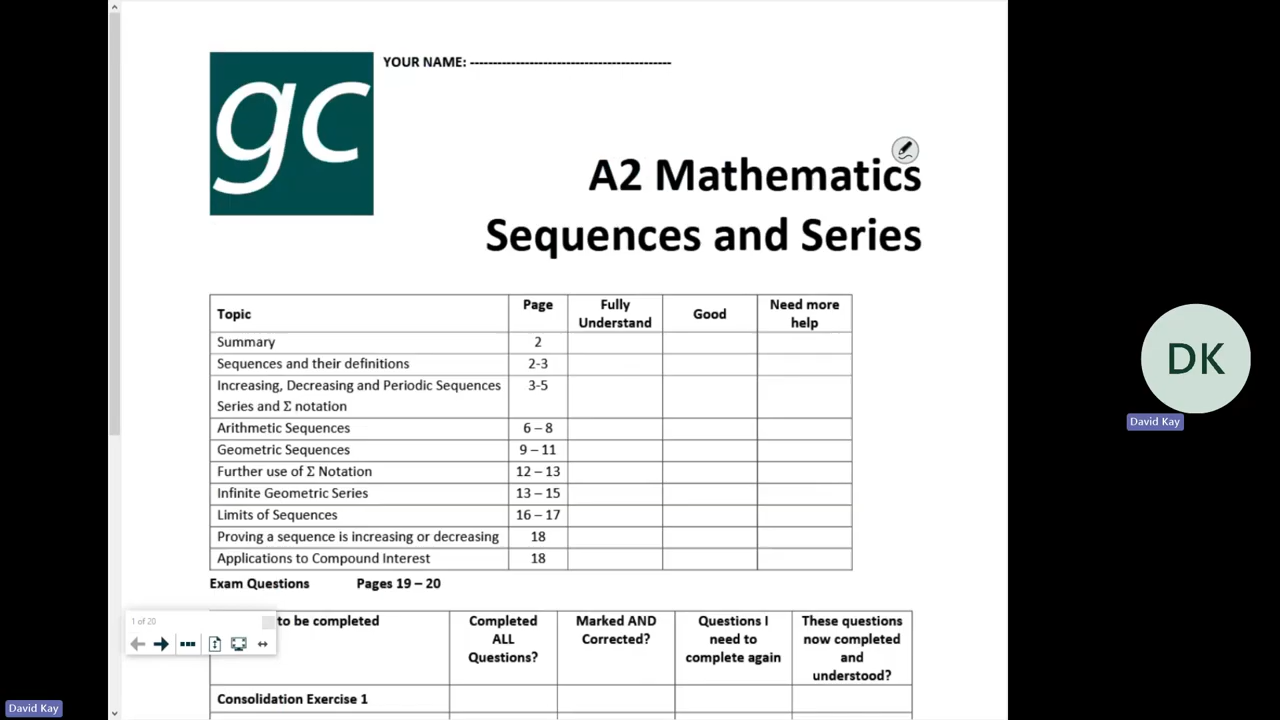 gc
YOUR NAME: --------------------------------------------
A2 Mathematics
Sequences and Series
Topic Page Fully Understand Good Need more help
Summary 2
Sequences and their definitions 2-3
Increasing, Decreasing and Periodic Sequences 3-5
Series and Σ notation
Arithmetic Sequences 6 – 8
Geometric Sequences 9 – 11
Further use of Σ Notation 12 – 13
Infinite Geometric Series 13 – 15
Limits of Sequences 16 – 17
Proving a sequence is increasing or decreasing 18
Applications to Compound Interest 18
Exam Questions Pages 19 – 20
1 of 20
to be completed Completed ALL Questions? Marked AND Corrected? Questions I need to complete again These questions now completed and understood?
Consolidation Exercise 1
DK
David Kay
David Kay